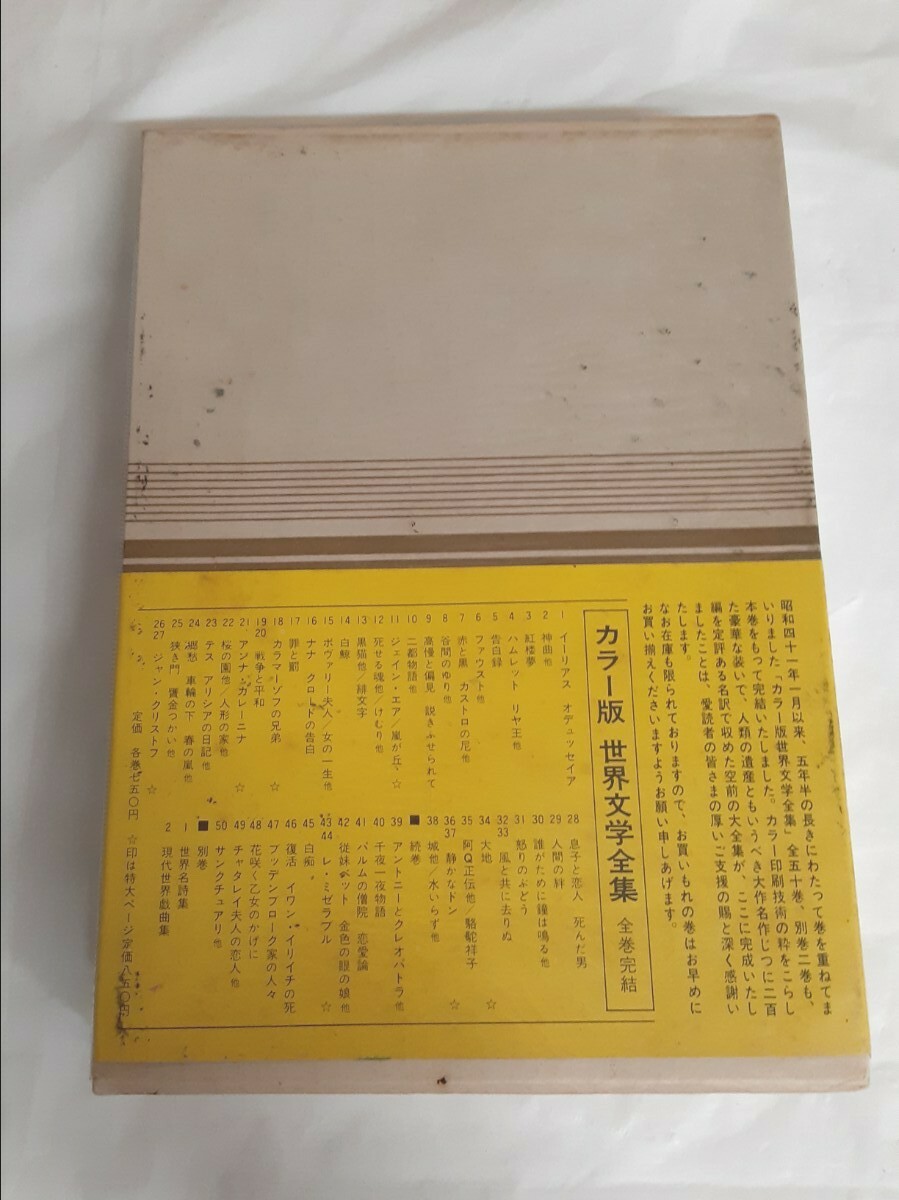 昭和四十一年一月以来、五年半の長きにわたって巻を重ねてま
いりました「カラー版世界文学全集」全五十巻、別巻二巻も、
本巻をもって完結いたしました。カラー印刷技術の粋をこらし
た豪華な装いで、人類の遺産ともいうべき大作名作じつに二百
編を定評ある名訳で収めた空前の大全集が、ここに完成いたし
ましたことは、愛読者の皆さまの厚いご支援の賜と深く感謝い
たします。
なお在庫も限られておりますので、お買いもれの巻はお早めに
お買い揃えくださいますようお願い申しあげます。
カラー版 世界文学全集 全巻完結
1 イーリアス オデュッセイア
2 神曲他
3 紅楼夢
4 ハムレット リヤ王他
5 告白録
6 ファウスト他
7 赤と黒 カストロの尼他
8 谷間のゆり他
9 高慢と偏見 説きふせられて
10 二都物語他
11 ジェイン・エア/嵐が丘 ☆
12 死せる魂他/けむり他
13 黒猫他/緋文字
14 白鯨
15 ボヴァリー夫人/女の一生他
16 ナナ クロードの告白
17 罪と罰
18 カラマーゾフの兄弟 ☆
19 20 戦争と平和 ☆
21 アンナ・カレーニナ ☆
22 桜の園他/人形の家他
23 テス アリシアの日記他
24 郷愁 車輪の下 春の嵐他
25 狭き門 贋金つかい他
26 27 ジャン・クリストフ ☆
28 息子と恋人 死んだ男
29 人間の絆
30 誰がために鐘は鳴る他
31 怒りのぶどう
32 33 風と共に去りぬ
34 大地 ☆
35 阿Q正伝他/駱駝祥子
36 37 静かなドン ☆
38 城他/水いらず他
■ 続巻
39 アントニーとクレオパトラ他
40 千夜一夜物語
41 パルムの僧院 恋愛論
42 従妹ベット 金色の眼の娘他
43 44 レ・ミゼラブル ☆
45 白痴
46 復活 イワン・イリイチの死
47 ブッデンブローク家の人々
48 花咲く乙女のかげに
49 チャタレイ夫人の恋人他
50 サンクチュアリ他
■ 別巻
1 世界名詩集
2 現代世界戯曲集
定価 各巻七五〇円 ☆印は特大ページ定価八五〇円